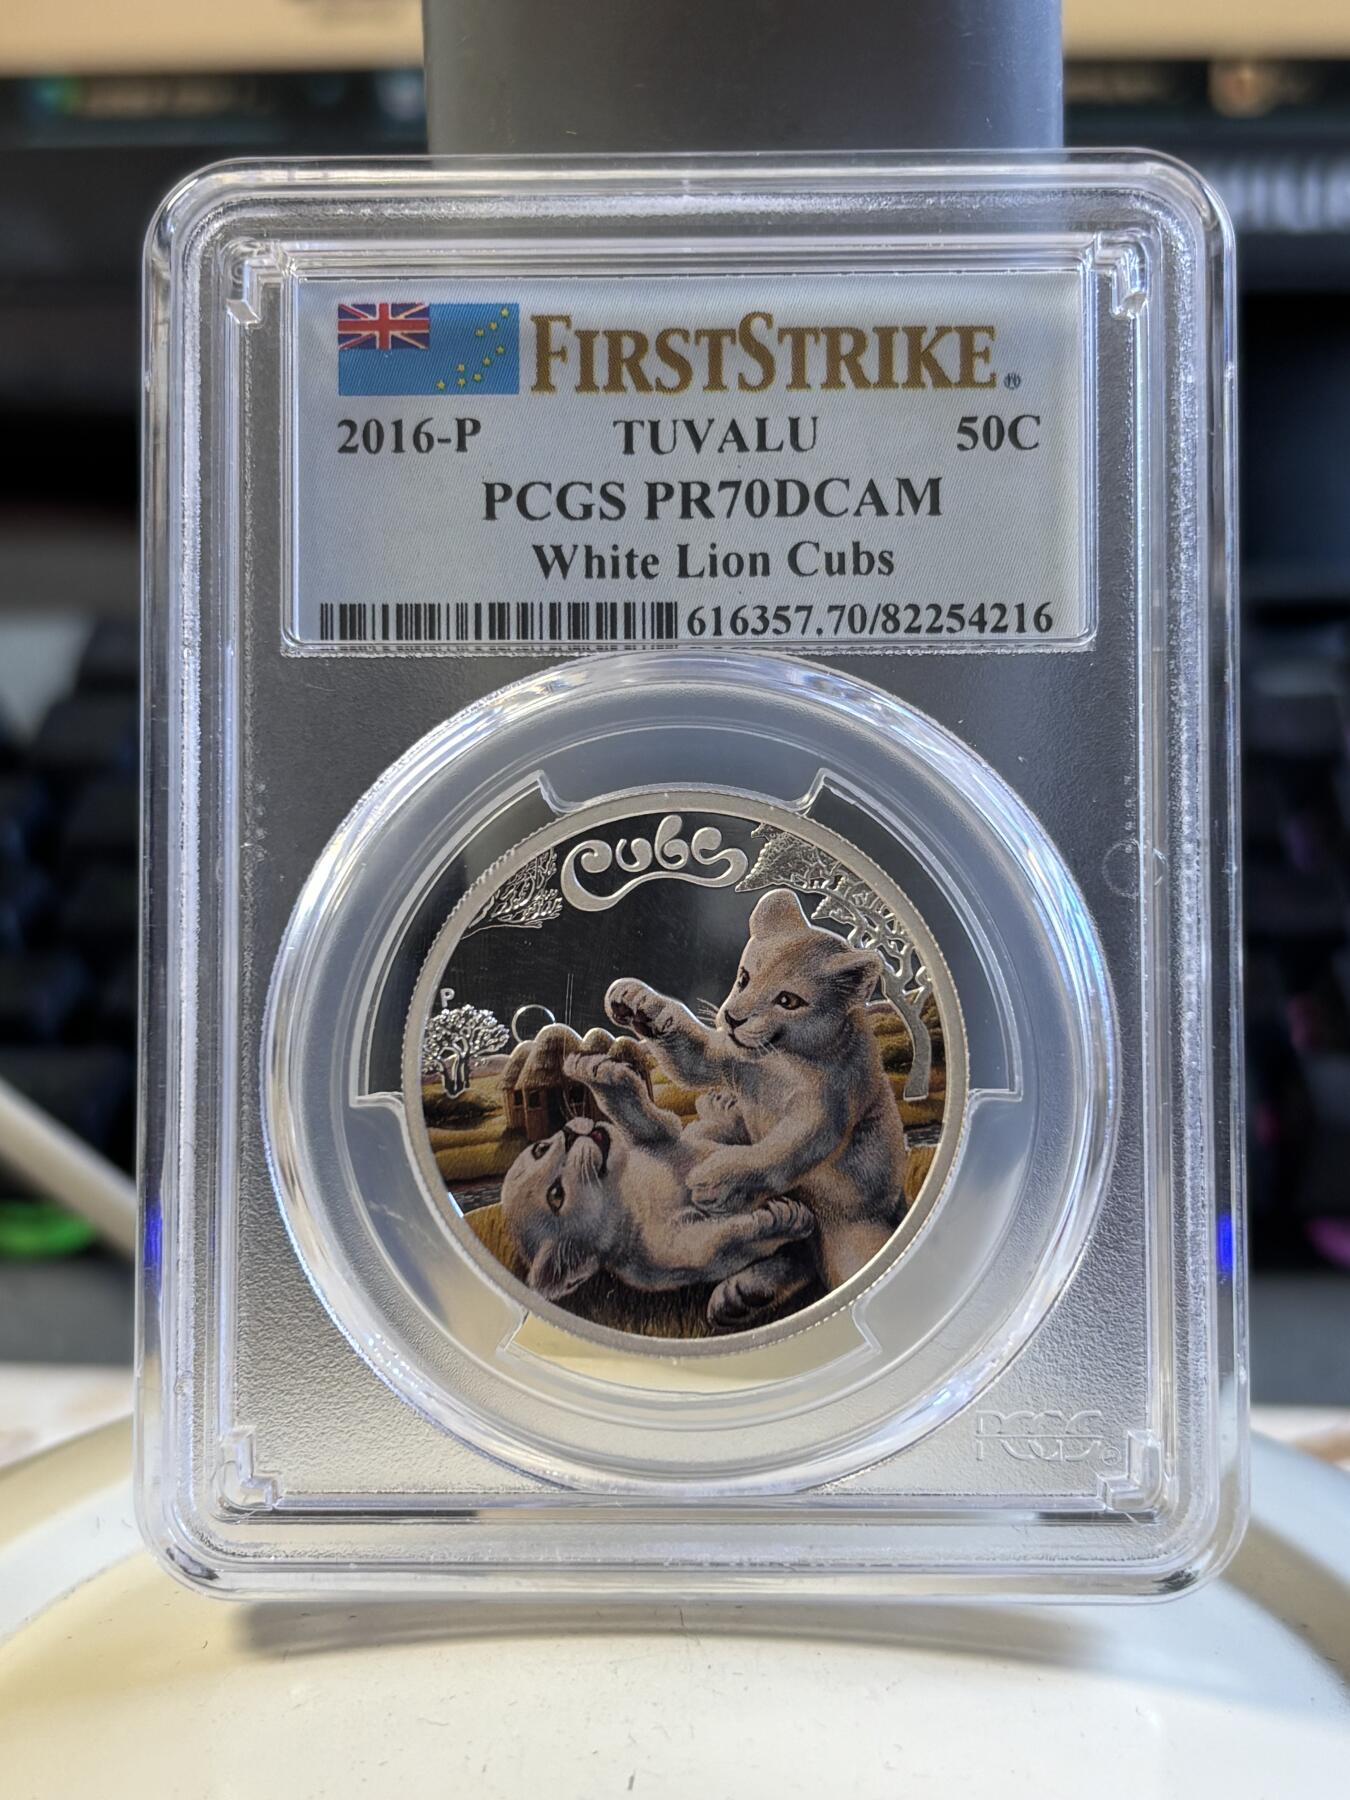 FIRSTSTRIKE®
2016-P TUVALU 50C
PCGS PR70DCAM
White Lion Cubs
616357.70/82254216
cubs
P
PCGS®